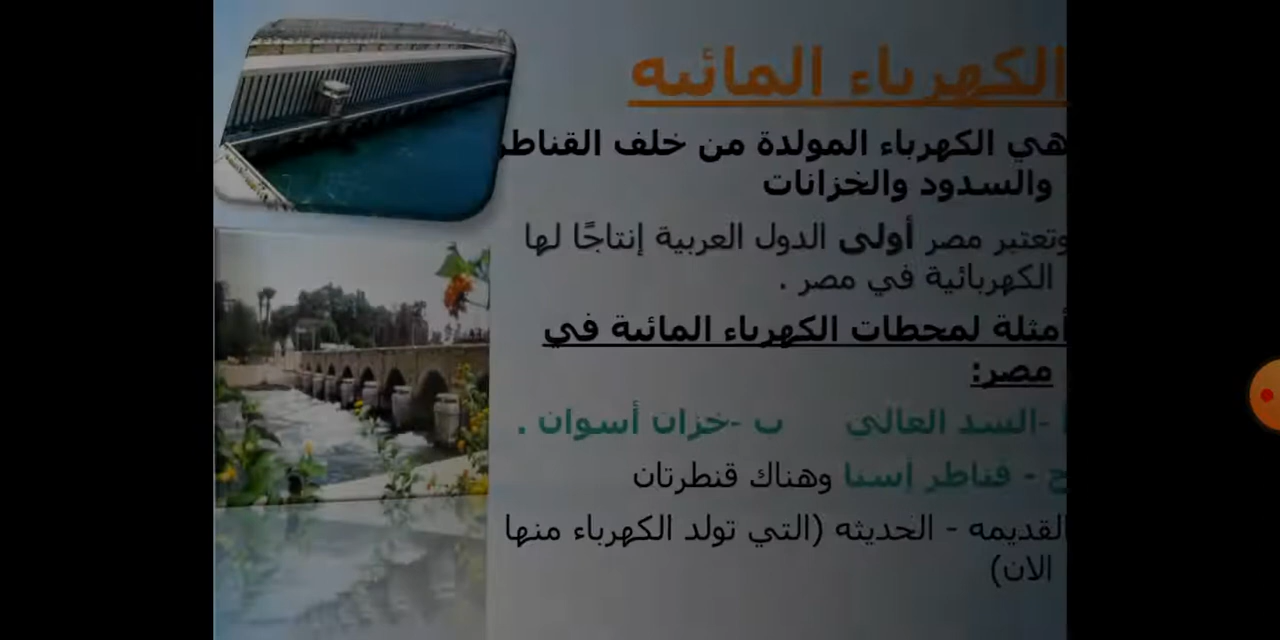 الكهرباء المائيه
هي الكهرباء المولدة من خلف القناطر
والسدود والخزانات
وتعتبر مصر أولى الدول العربية إنتاجًا لها
الكهربائية في مصر .
أمثلة لمحطات الكهرباء المائية في
مصر:
أ -السد العالي ب -خزان أسوان .
ج - قناطر إسنا وهناك قنطرتان
القديمه - الحديثه (التي تولد الكهرباء منها
الان)